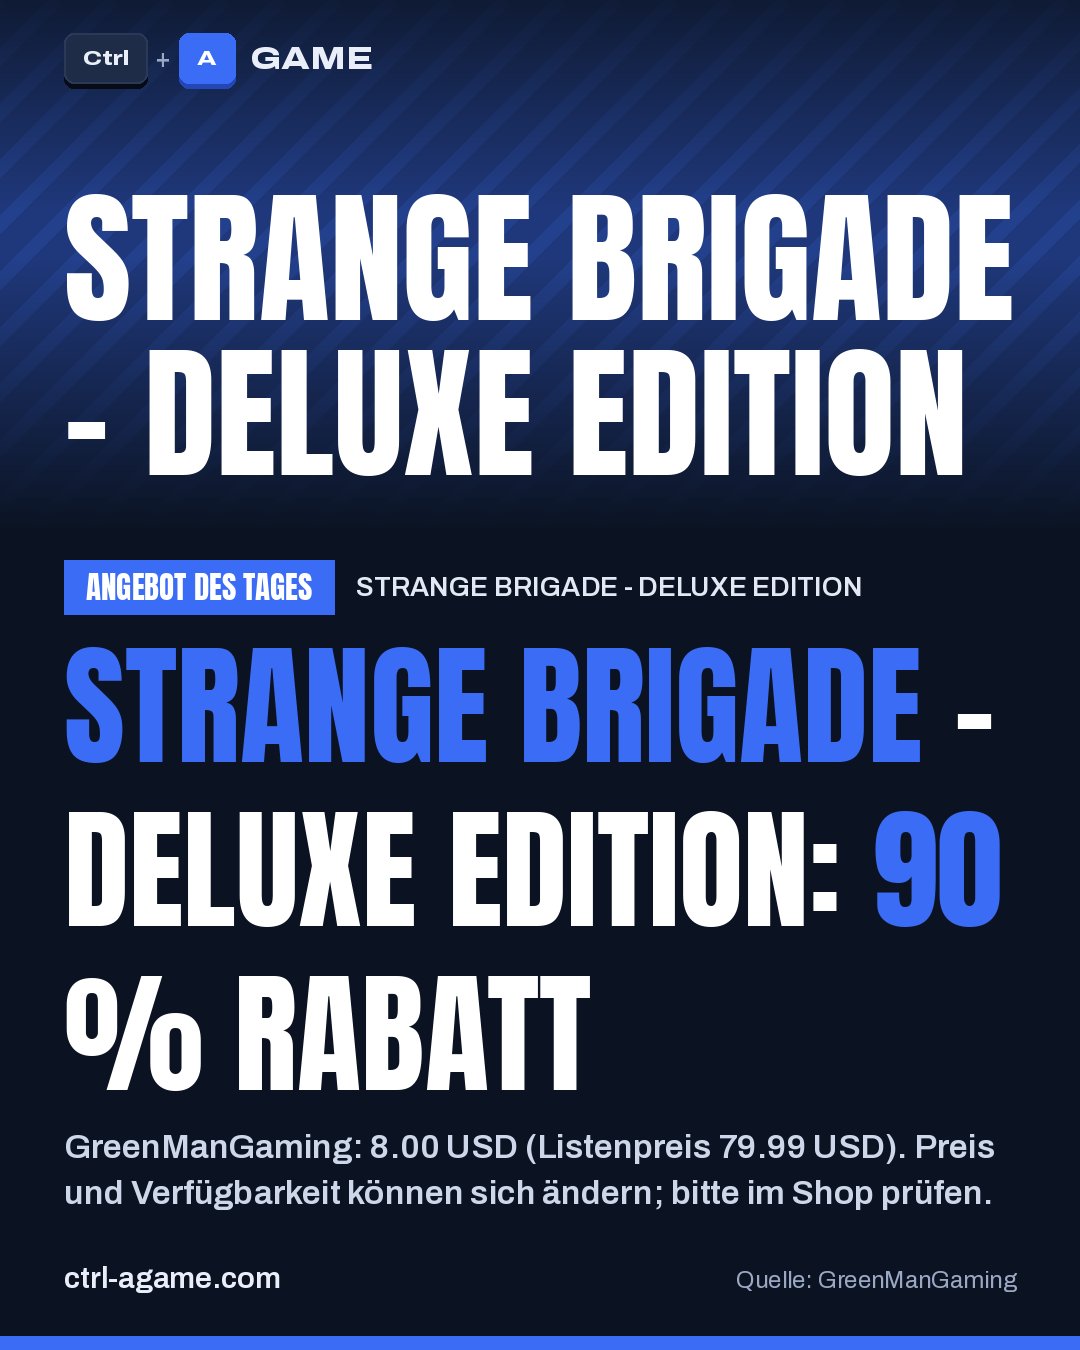 Ctrl + A GAME
STRANGE BRIGADE
- DELUXE EDITION
ANGEBOT DES TAGES STRANGE BRIGADE - DELUXE EDITION
STRANGE BRIGADE -
DELUXE EDITION: 90
% RABATT
GreenManGaming: 8.00 USD (Listenpreis 79.99 USD). Preis
und Verfügbarkeit können sich ändern; bitte im Shop prüfen.
ctrl-agame.com Quelle: GreenManGaming